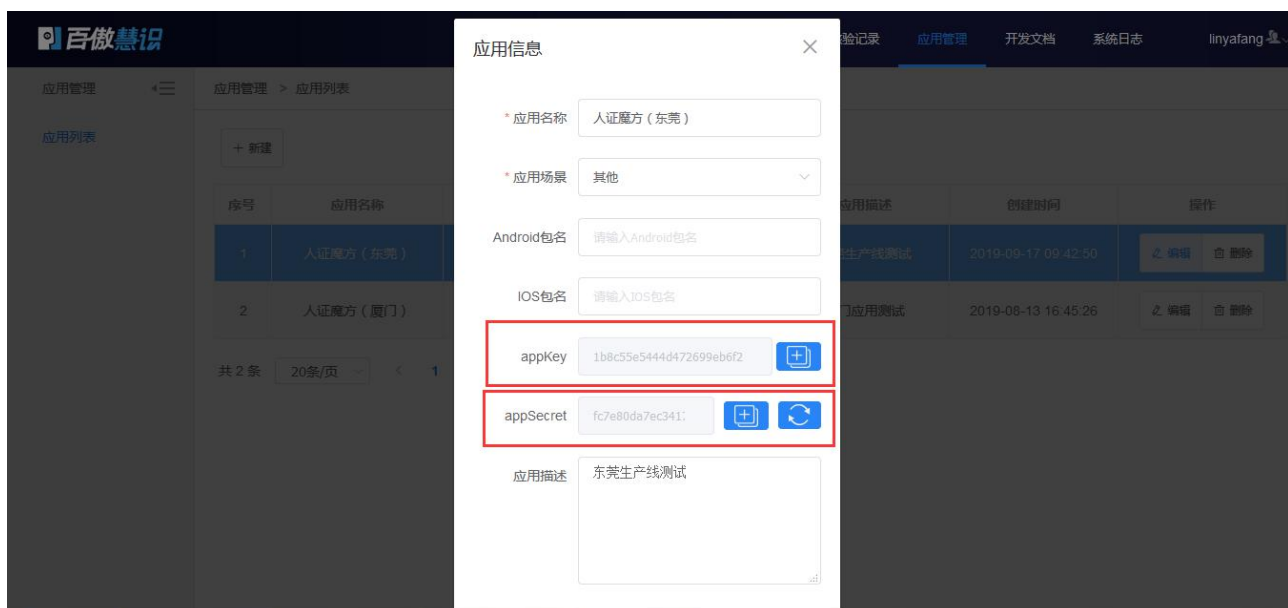 百傲慧识
验记录 应用管理 开发文档 系统日志 linyafang
应用管理
应用管理 > 应用列表
应用列表
+ 新建
序号 应用名称 应用描述 创建时间 操作
1 人证魔方（东莞） 生产线测试 2019-09-17 09:42:50 编辑 删除
2 人证魔方（厦门） 门应用测试 2019-08-13 16:45:26 编辑 删除
共 2 条 20条/页 < 1
应用信息
* 应用名称 人证魔方（东莞）
* 应用场景 其他
Android包名 请输入Android包名
IOS包名 请输入IOS包名
appKey 1b8c55e5444d472699eb6f2
appSecret fc7e80da7ec341
应用描述 东莞生产线测试